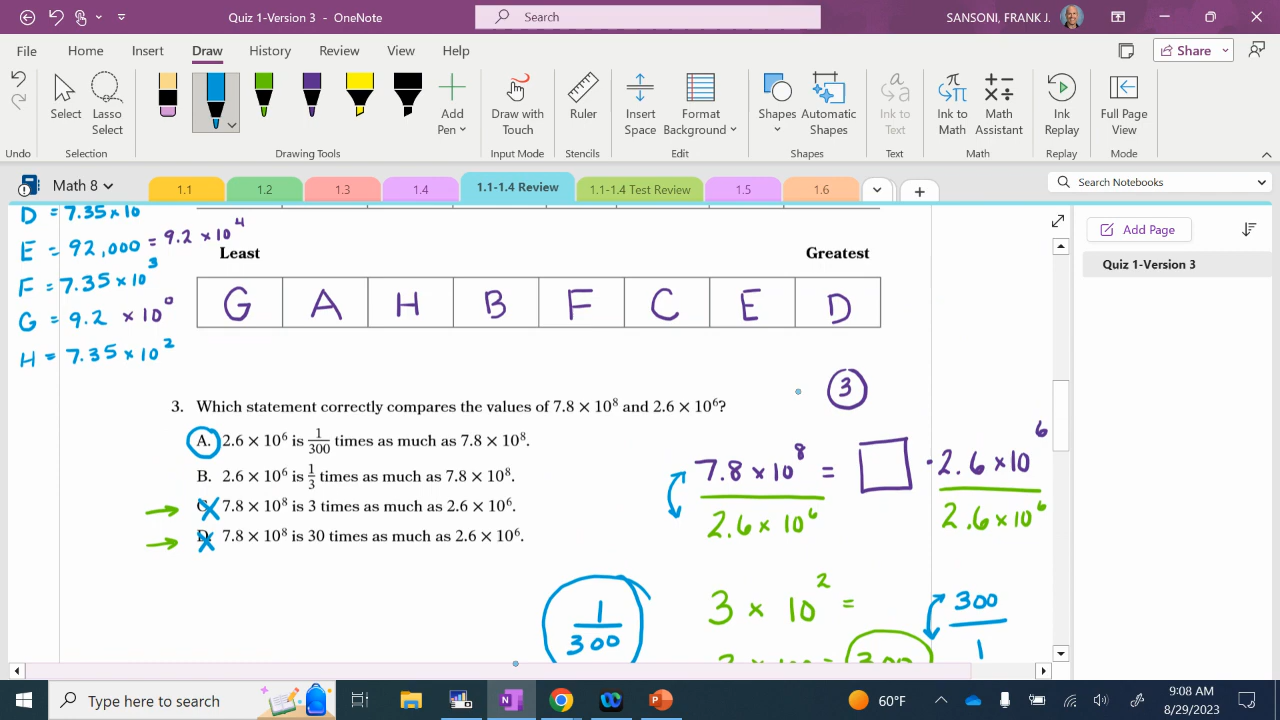 Quiz 1-Version 3 - OneNote
Search
SANSONI, FRANK J.
File Home Insert Draw History Review View Help
Share
Select
Lasso Select
Add Pen
Draw with Touch
Ruler
Insert Space
Format Background
Shapes
Automatic Shapes
Ink to Text
Ink to Math
Math Assistant
Ink Replay
Full Page View
Undo Selection Drawing Tools Input Mode Stencils Edit Shapes Text Math Replay Mode
Math 8 1.1 1.2 1.3 1.4 1.1-1.4 Review 1.1-1.4 Test Review 1.5 1.6
Search Notebooks
Add Page
Quiz 1-Version 3
D = 7.35 × 10
E = 92,000 = 9.2 × 10⁴
F = 7.35 × 10³
G = 9.2 × 10⁰
H = 7.35 × 10²
Least Greatest
G A H B F C E D
3
3. Which statement correctly compares the values of 7.8 × 10⁸ and 2.6 × 10⁶?
A. 2.6 × 10⁶ is 1/300 times as much as 7.8 × 10⁸.
B. 2.6 × 10⁶ is 1/3 times as much as 7.8 × 10⁸.
C. 7.8 × 10⁸ is 3 times as much as 2.6 × 10⁶.
D. 7.8 × 10⁸ is 30 times as much as 2.6 × 10⁶.
7.8 × 10⁸ = □ · 2.6 × 10⁶
2.6 × 10⁶ 2.6 × 10⁶
3 × 10² =
300
1
1
300
Type here to search
60°F
9:08 AM
8/29/2023